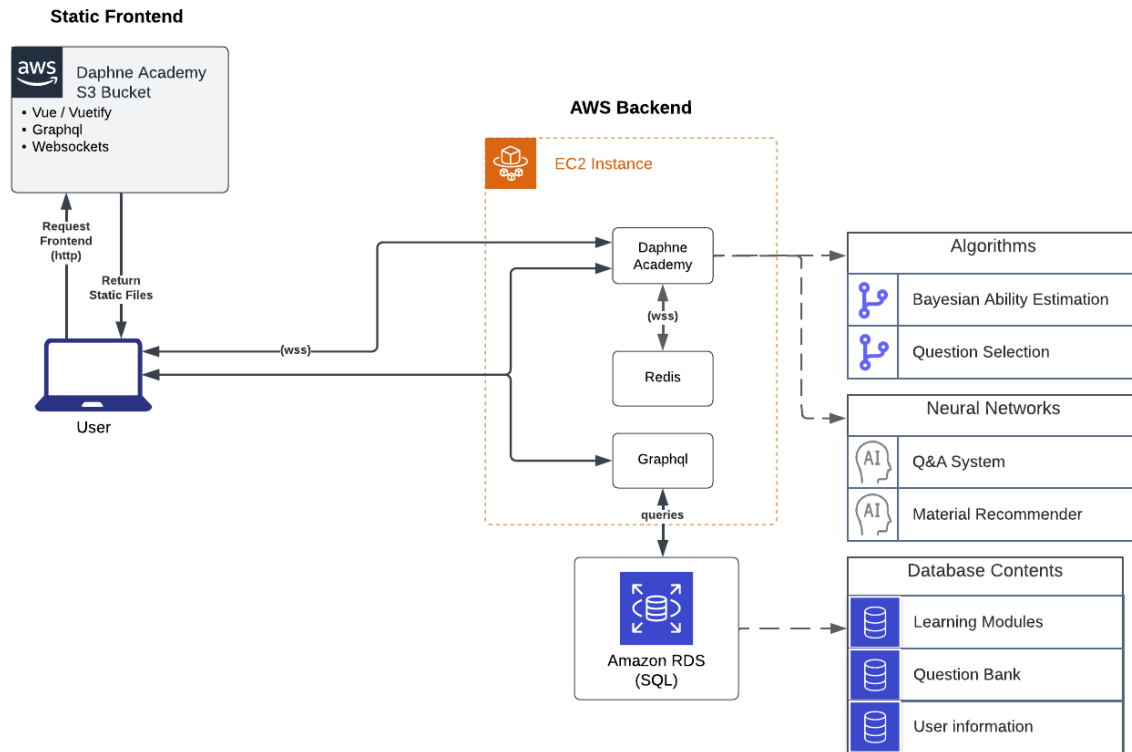 Static Frontend
aws
Daphne Academy
S3 Bucket
• Vue / Vuetify
• Graphql
• Websockets
Request
Frontend
(http)
Return
Static Files
User
(wss)
AWS Backend
EC2 Instance
Daphne
Academy
(wss)
Redis
Graphql
queries
Amazon RDS
(SQL)
Algorithms
Bayesian Ability Estimation
Question Selection
Neural Networks
AI
Q&A System
AI
Material Recommender
Database Contents
Learning Modules
Question Bank
User information